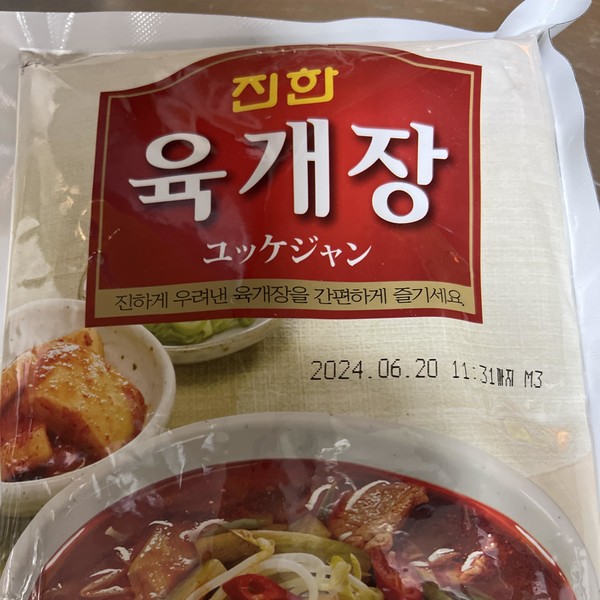 진한
육개장
ユッケジャン
진하게 우려낸 육개장을 간편하게 즐기세요.
2024.06.20 11:31까지 M3